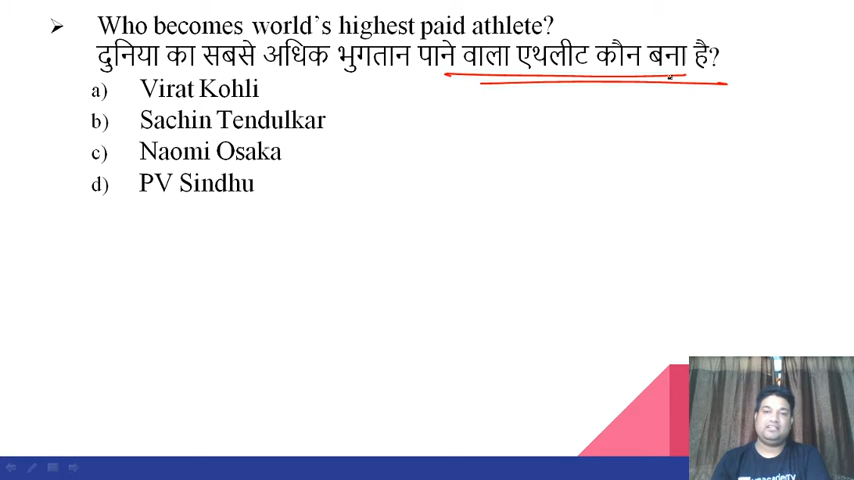 ➢ Who becomes world's highest paid athlete?
दुनिया का सबसे अधिक भुगतान पाने वाला एथलीट कौन बना है?
a) Virat Kohli
b) Sachin Tendulkar
c) Naomi Osaka
d) PV Sindhu